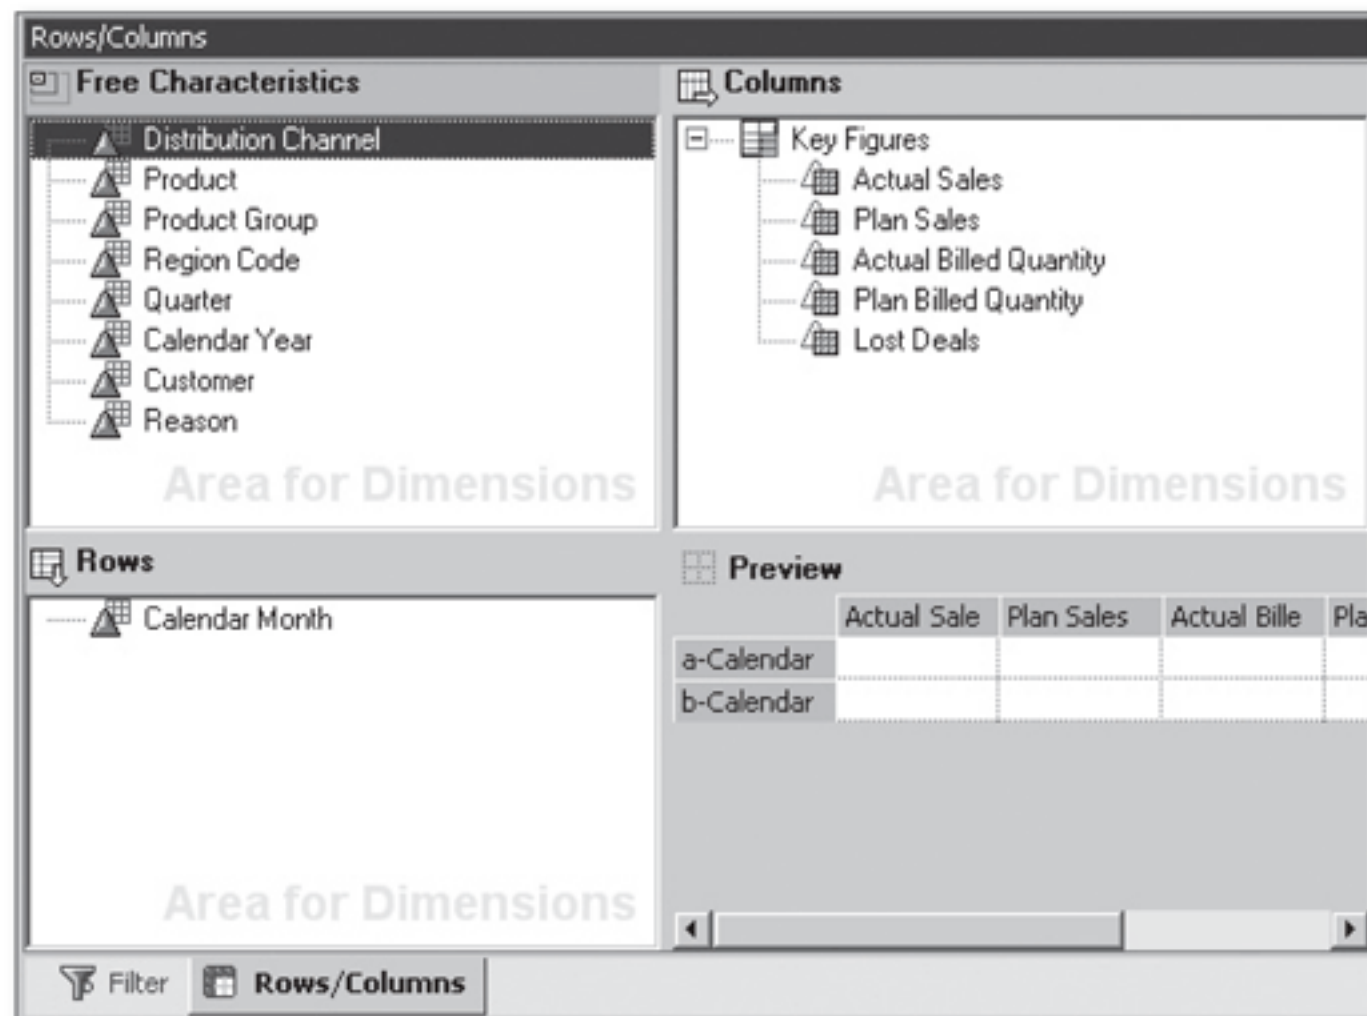 Rows/Columns
Free Characteristics
Distribution Channel
Product
Product Group
Region Code
Quarter
Calendar Year
Customer
Reason
Area for Dimensions
Columns
Key Figures
Actual Sales
Plan Sales
Actual Billed Quantity
Plan Billed Quantity
Lost Deals
Area for Dimensions
Rows
Calendar Month
Area for Dimensions
Preview
Actual Sale Plan Sales Actual Bille Pla
a-Calendar
b-Calendar
Filter Rows/Columns